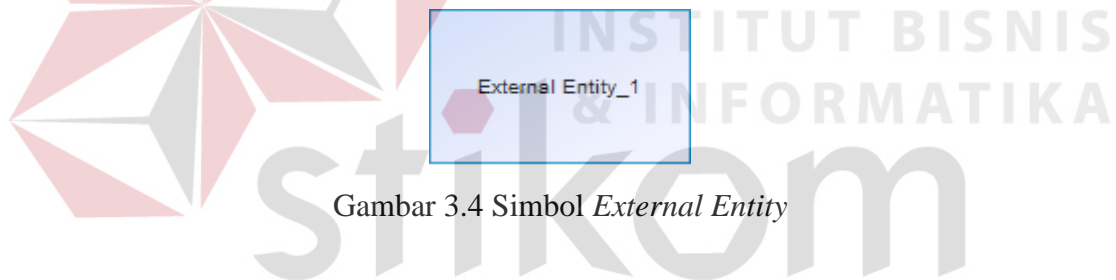 INSTITUT BISNIS
External Entity_1
& INFORMATIKA
stikom
Gambar 3.4 Simbol External Entity